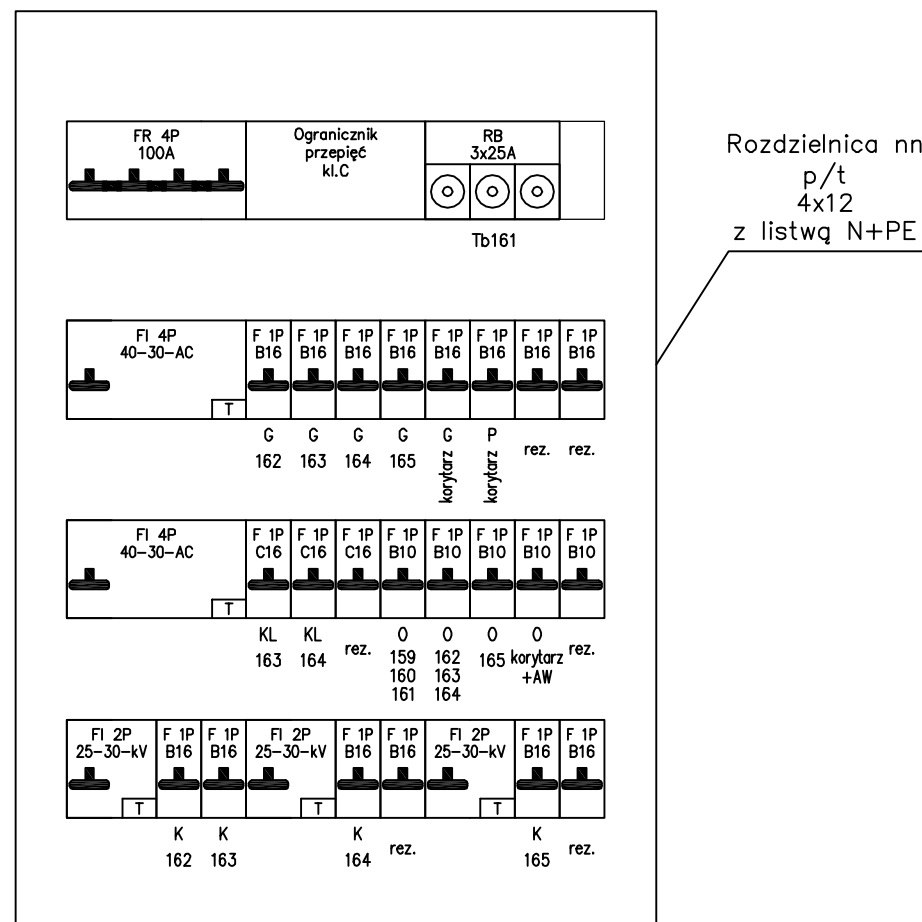 FR 4P
100A
Ogranicznik
przepięć
kl.C
RB
3x25A
Tb161
Rozdzielnica nn
p/t
4x12
z listwą N+PE
FI 4P
40-30-AC
T
F 1P F 1P F 1P F 1P F 1P F 1P F 1P F 1P
B16 B16 B16 B16 B16 B16 B16 B16
G G G G G P
162 163 164 165 korytarz korytarz rez. rez.
FI 4P
40-30-AC
T
F 1P F 1P F 1P F 1P F 1P F 1P F 1P F 1P
C16 C16 C16 B10 B10 B10 B10 B10
KL KL rez. O O O O rez.
163 164 159 162 165 korytarz
160 163 +AW
161 164
FI 2P F 1P F 1P FI 2P F 1P F 1P FI 2P F 1P F 1P
25-30-kV B16 B16 25-30-kV B16 B16 25-30-kV B16 B16
T T T
K K K rez. K rez.
162 163 164 165